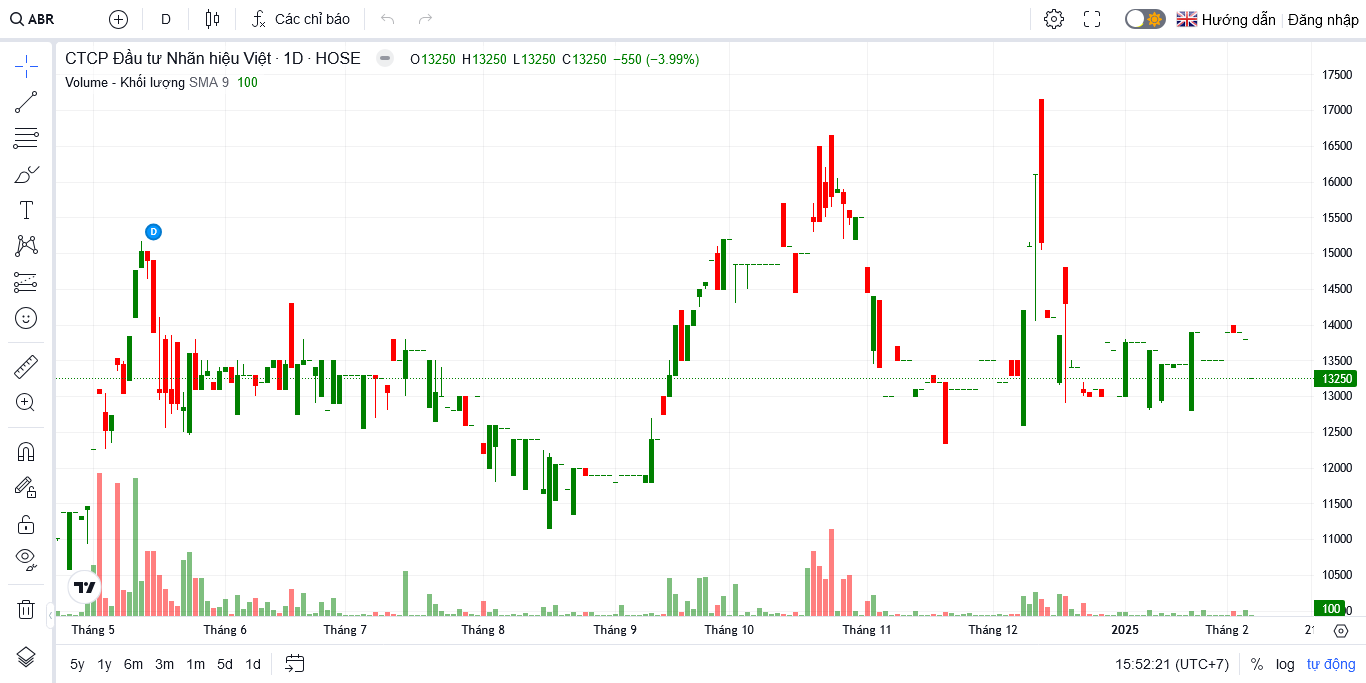 ABR D Các chỉ báo Hướng dẫn Đăng nhập
CTCP Đầu tư Nhãn hiệu Việt · 1D · HOSE O13250 H13250 L13250 C13250 −550 (−3.99%)
Volume - Khối lượng SMA 9 100
D
17500
17000
16500
16000
15500
15000
14500
14000
13500
13250
13000
12500
12000
11500
11000
10500
100
Tháng 5 Tháng 6 Tháng 7 Tháng 8 Tháng 9 Tháng 10 Tháng 11 Tháng 12 2025 Tháng 2
5y 1y 6m 3m 1m 5d 1d 15:52:21 (UTC+7) % log tự động